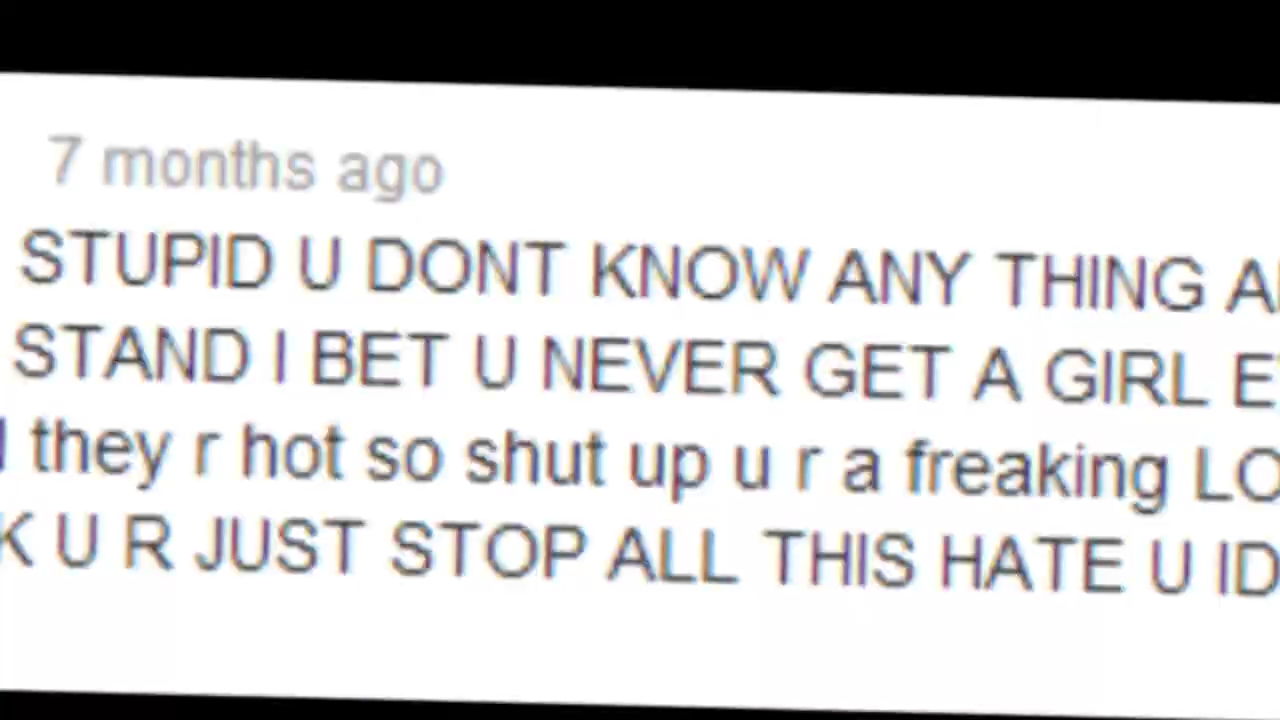 7 months ago
STUPID U DONT KNOW ANY THING
STAND I BET U NEVER GET A GIRL
they r hot so shut up u r a freaking
U R JUST STOP ALL THIS HATE U